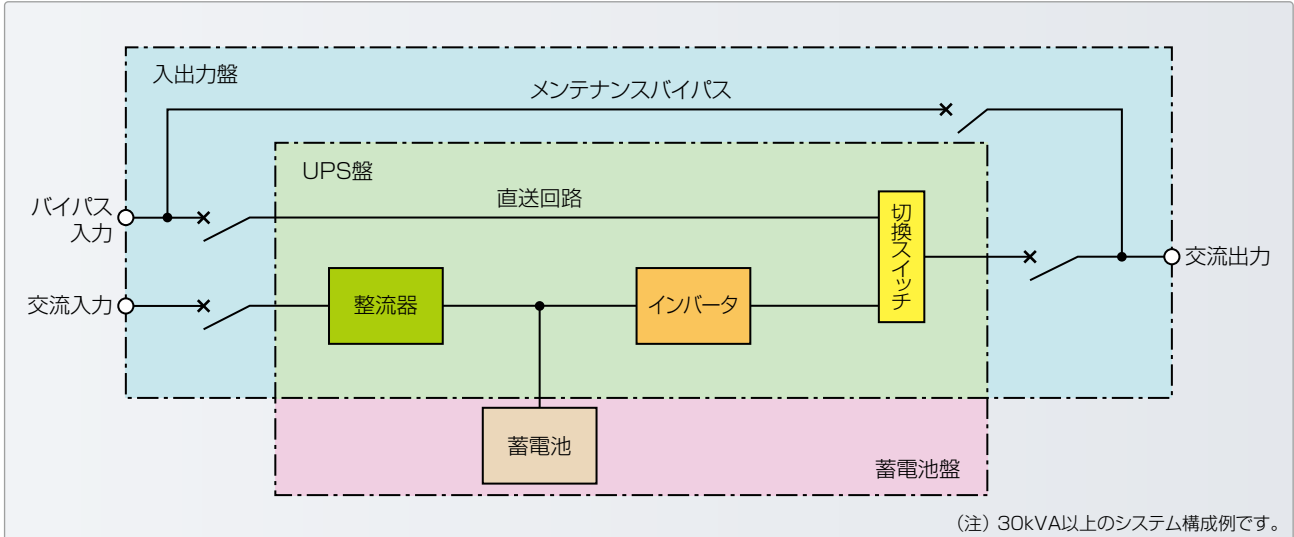 入出力盤
メンテナンスバイパス
UPS盤
直送回路
バイパス
入力
切換スイッチ
交流出力
交流入力
整流器
インバータ
蓄電池
蓄電池盤
(注) 30kVA以上のシステム構成例です。